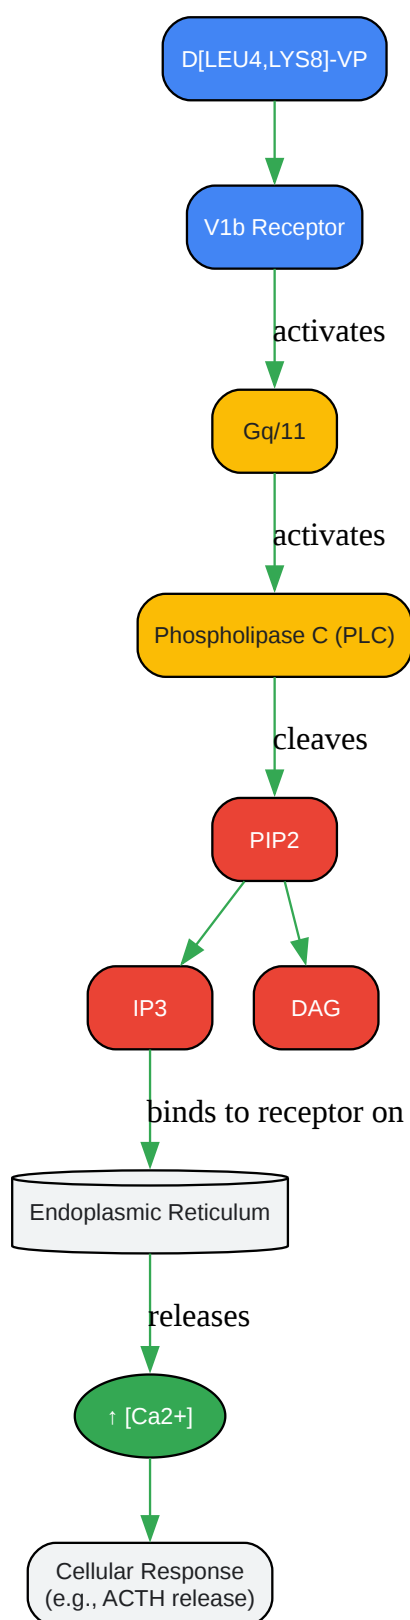 D[LEU4,LYS8]-VP
V1b Receptor
activates
Gq/11
activates
Phospholipase C (PLC)
cleaves
PIP2
IP3
DAG
binds to receptor on
Endoplasmic Reticulum
releases
↑ [Ca2+]
Cellular Response
(e.g., ACTH release)